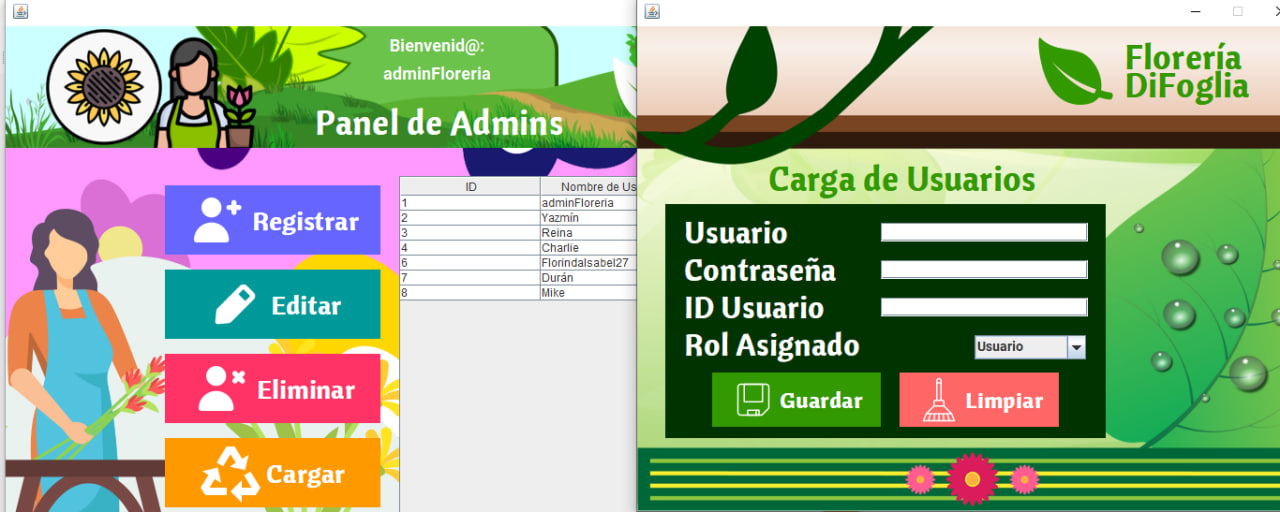 Bienvenid@:
adminFloreria
Panel de Admins
Registrar
Editar
Eliminar
Cargar
ID Nombre de Us
1 adminFloreria
2 Yazmín
3 Reina
4 Charlie
6 FlorindaIsabel27
7 Durán
8 Mike
Florería
DiFoglia
Carga de Usuarios
Usuario
Contraseña
ID Usuario
Rol Asignado Usuario
Guardar Limpiar